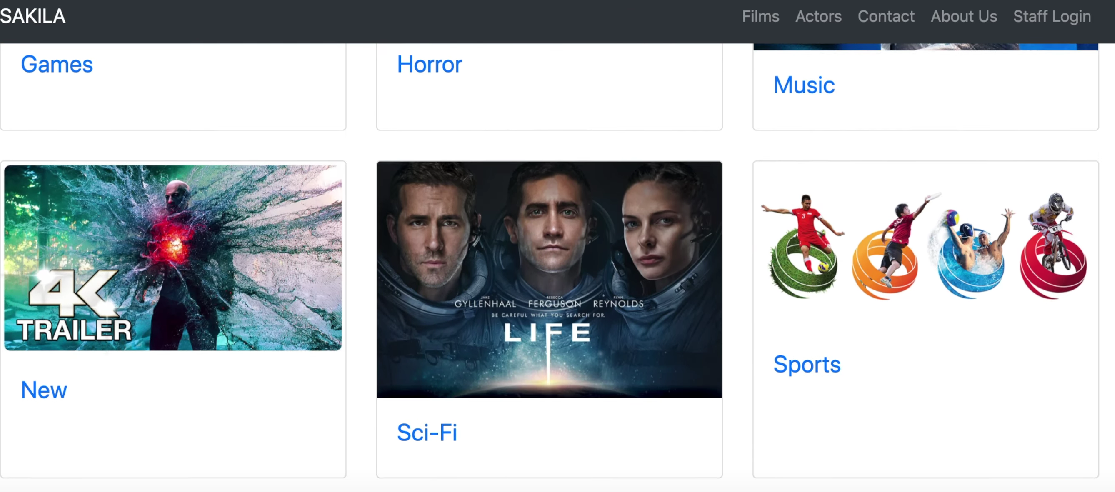 SAKILA
Films Actors Contact About Us Staff Login
Games
Horror
Music
4K
TRAILER
New
GYLLENHAAL FERGUSON REYNOLDS
BE CAREFUL WHAT YOU SEARCH FOR.
LIFE
Sci-Fi
Sports